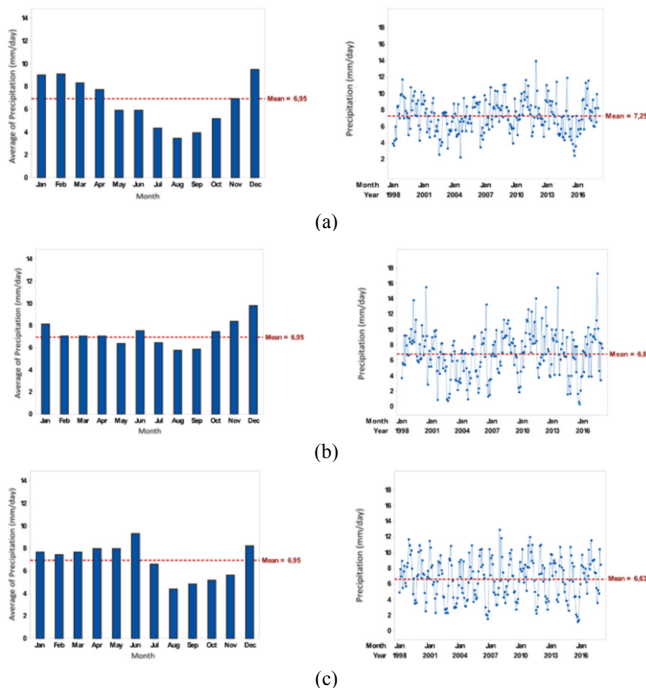 Average of Precipitation (mm/day)
14
12
10
8
6
4
2
0
Mean = 6,95
Jan Feb Mar Apr May Jun Jul Aug Sep Oct Nov Dec
Month
Precipitation (mm/day)
18
16
14
12
10
8
6
4
2
Mean = 7,25
Month Jan Jan Jan Jan Jan Jan Jan
Year 1998 2001 2004 2007 2010 2013 2016
(a)
Average of Precipitation (mm/day)
14
12
10
8
6
4
2
0
Mean = 6,95
Jan Feb Mar Apr May Jun Jul Aug Sep Oct Nov Dec
Month
Precipitation (mm/day)
18
16
14
12
10
8
6
4
2
0
Mean = 6,8
Month Jan Jan Jan Jan Jan Jan Jan
Year 1998 2001 2004 2007 2010 2013 2016
(b)
Average of Precipitation (mm/day)
14
12
10
8
6
4
2
0
Mean = 6,95
Jan Feb Mar Apr May Jun Jul Aug Sep Oct Nov Dec
Month
Precipitation (mm/day)
18
16
14
12
10
8
6
4
2
0
Mean = 6,63
Month Jan Jan Jan Jan Jan Jan Jan
Year 1998 2001 2004 2007 2010 2013 2016
(c)